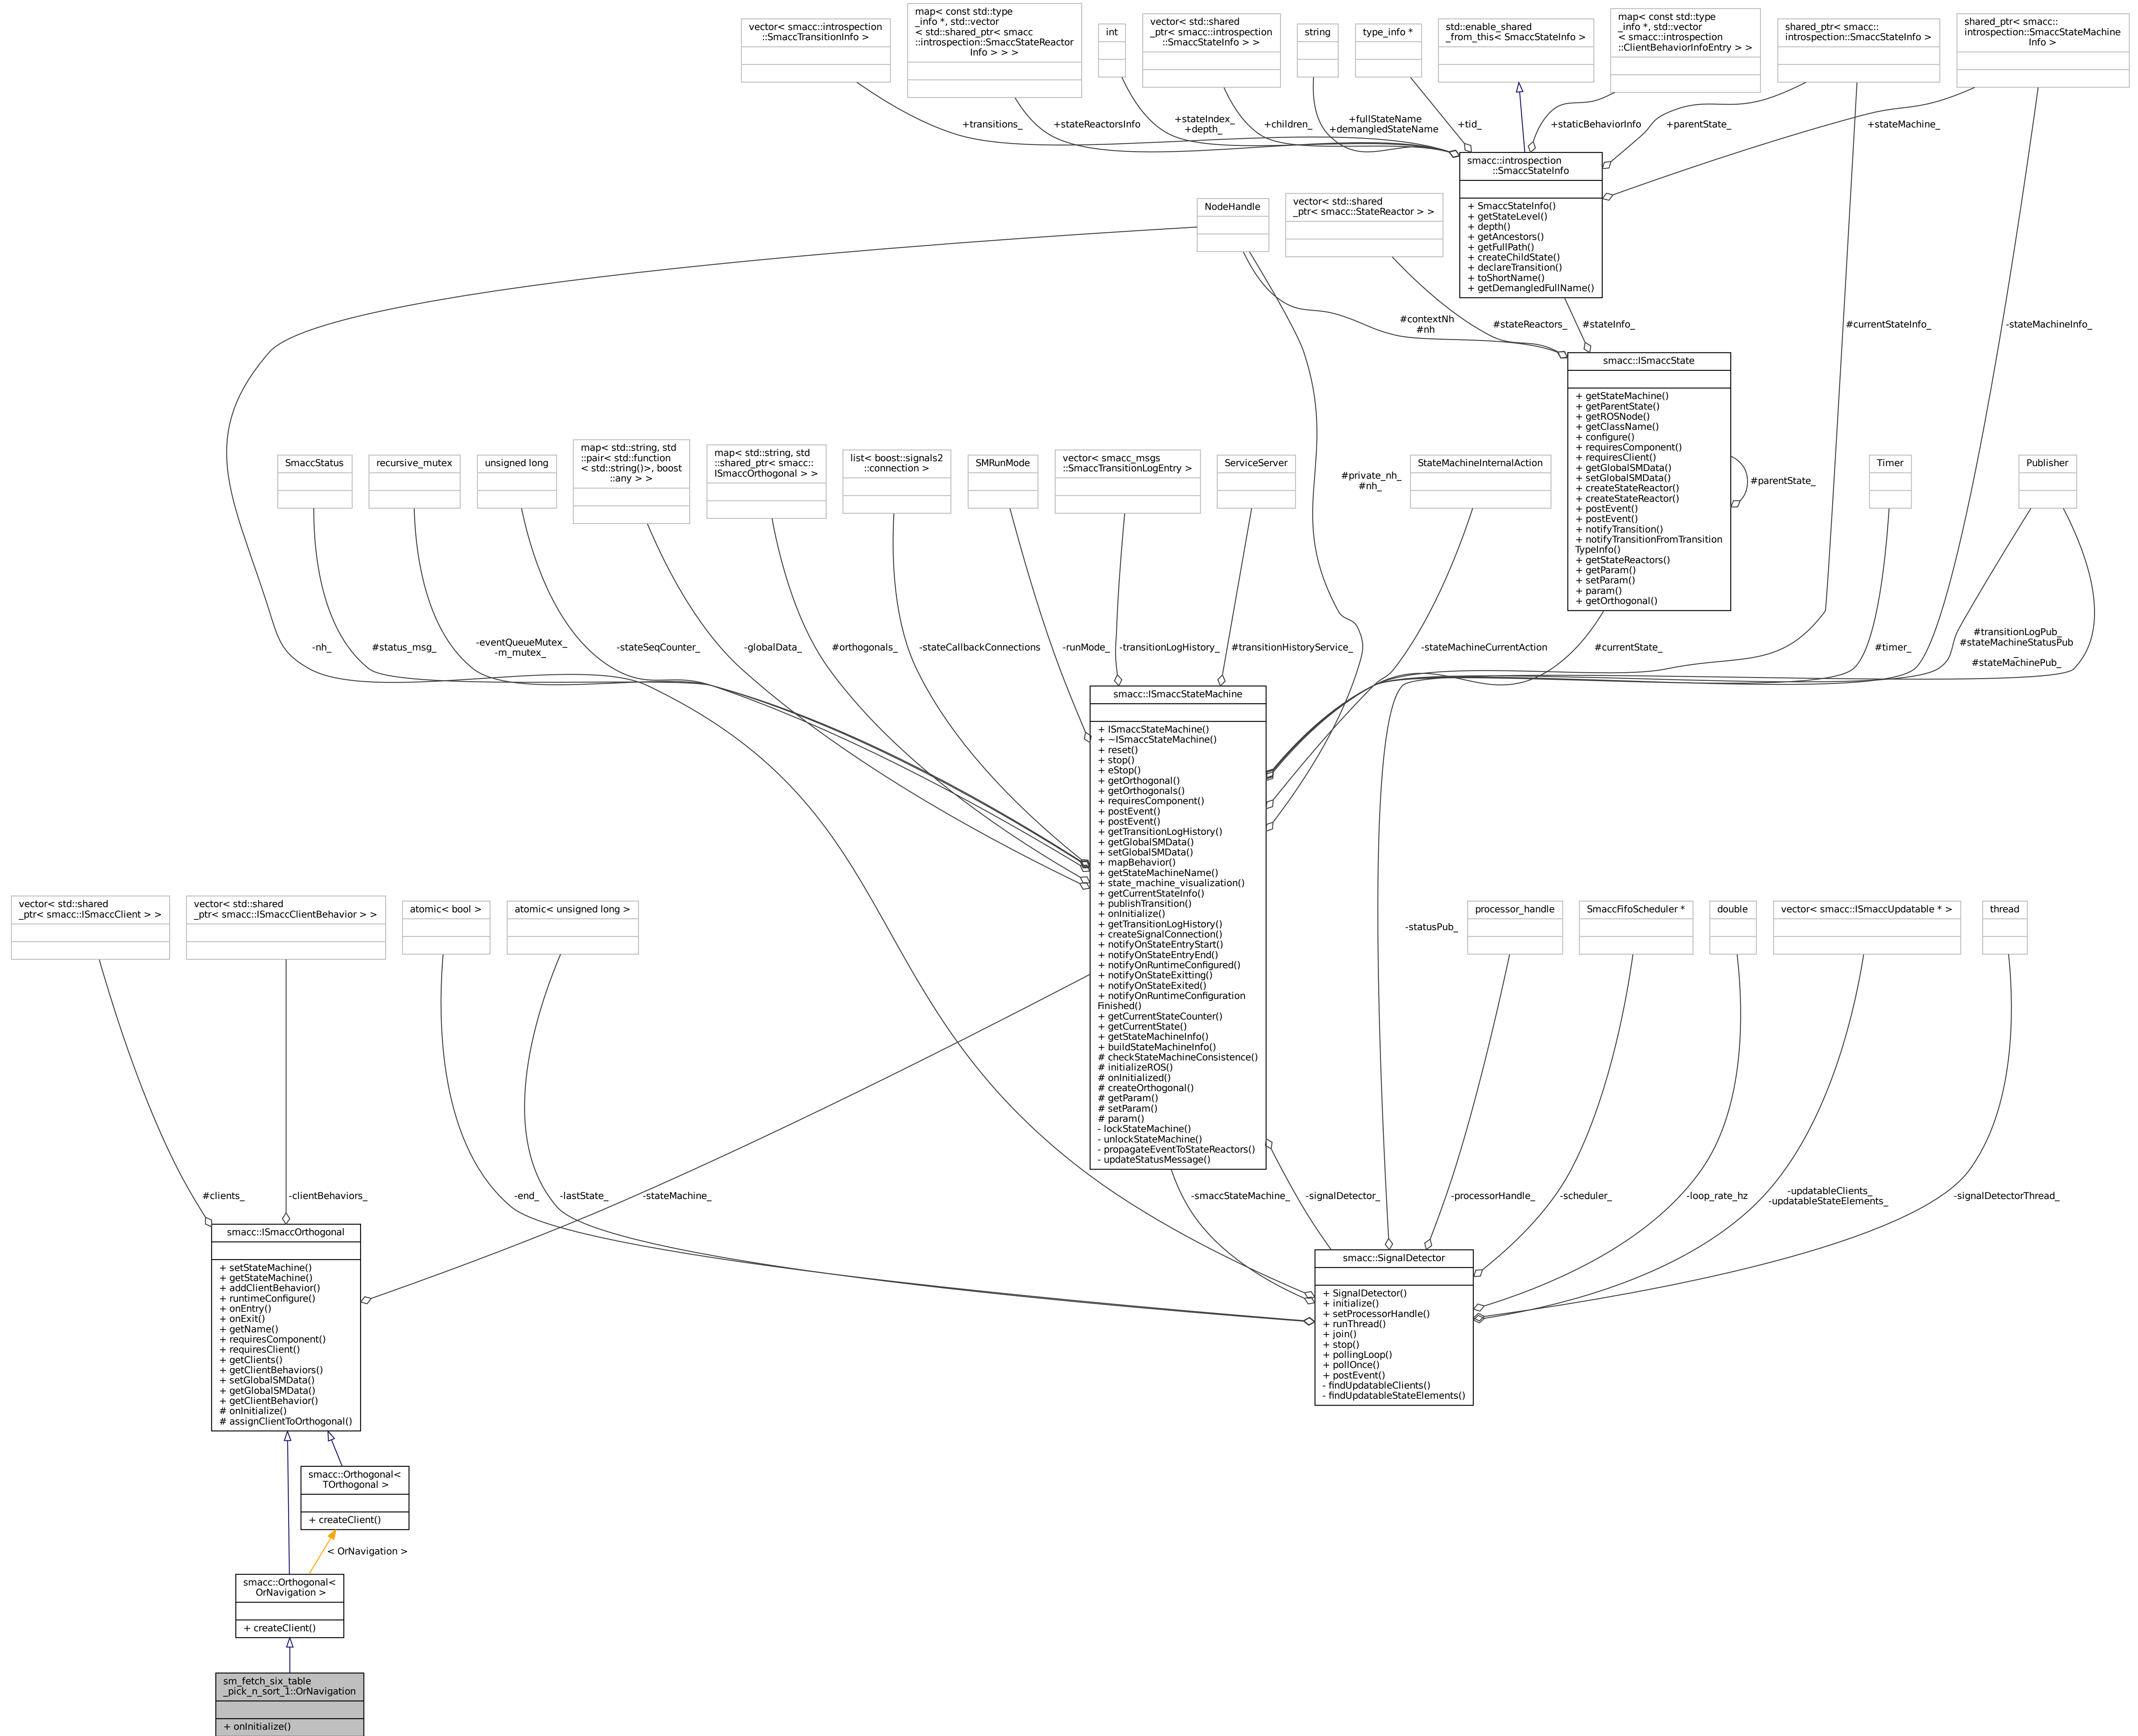 vector< smacc::introspection
::SmaccTransitionInfo >
map< const std::type
_info *, std::vector
< std::shared_ptr< smacc
::introspection::SmaccStateReactor
Info > > >
int
vector< std::shared
_ptr< smacc::introspection
::SmaccStateInfo > >
string
type_info *
std::enable_shared
_from_this< SmaccStateInfo >
map< const std::type
_info *, std::vector
< smacc::introspection
::ClientBehaviorInfoEntry > >
shared_ptr< smacc::
introspection::SmaccStateInfo >
shared_ptr< smacc::
introspection::SmaccStateMachine
Info >
+transitions_
+stateReactorsInfo
+stateIndex_
+depth_
+children_
+fullStateName
+demangledStateName
+tid_
+staticBehaviorInfo
+parentState_
+stateMachine_
smacc::introspection
::SmaccStateInfo
+ SmaccStateInfo()
+ getStateLevel()
+ depth()
+ getAncestors()
+ getFullPath()
+ createChildState()
+ declareTransition()
+ toShortName()
+ getDemangledFullName()
NodeHandle
vector< std::shared
_ptr< smacc::StateReactor > >
#contextNh
#nh
#stateReactors_
#stateInfo_
#currentStateInfo_
-stateMachineInfo_
smacc::ISmaccState
+ getStateMachine()
+ getParentState()
+ getROSNode()
+ getClassName()
+ configure()
+ requiresComponent()
+ requiresClient()
+ getGlobalSMData()
+ setGlobalSMData()
+ createStateReactor()
+ createStateReactor()
+ postEvent()
+ postEvent()
+ notifyTransition()
+ notifyTransitionFromTransition
TypeInfo()
+ getStateReactors()
+ getParam()
+ setParam()
+ param()
+ getOrthogonal()
#parentState_
SmaccStatus
recursive_mutex
unsigned long
map< std::string, std
::pair< std::function
< std::string()>, boost
::any > >
map< std::string, std
::shared_ptr< smacc::
ISmaccOrthogonal > >
list< boost::signals2
::connection >
SMRunMode
vector< smacc_msgs
::SmaccTransitionLogEntry >
ServiceServer
#private_nh_
#nh_
StateMachineInternalAction
Timer
Publisher
-nh_
#status_msg_
-eventQueueMutex_
-m_mutex_
-stateSeqCounter_
-globalData_
#orthogonals_
-stateCallbackConnections
-runMode_
-transitionLogHistory_
#transitionHistoryService_
-stateMachineCurrentAction
#currentState_
#timer_
#transitionLogPub_
#stateMachineStatusPub
_
#stateMachinePub_
smacc::ISmaccStateMachine
+ ISmaccStateMachine()
+ ~ISmaccStateMachine()
+ reset()
+ stop()
+ eStop()
+ getOrthogonal()
+ getOrthogonals()
+ requiresComponent()
+ postEvent()
+ postEvent()
+ getTransitionLogHistory()
+ getGlobalSMData()
+ setGlobalSMData()
+ mapBehavior()
+ getStateMachineName()
+ state_machine_visualization()
+ getCurrentStateInfo()
+ publishTransition()
+ onInitialize()
+ getTransitionLogHistory()
+ createSignalConnection()
+ notifyOnStateEntryStart()
+ notifyOnStateEntryEnd()
+ notifyOnRuntimeConfigured()
+ notifyOnStateExitting()
+ notifyOnStateExited()
+ notifyOnRuntimeConfiguration
Finished()
+ getCurrentStateCounter()
+ getCurrentState()
+ getStateMachineInfo()
+ buildStateMachineInfo()
# checkStateMachineConsistence()
# initializeROS()
# onInitialized()
# createOrthogonal()
# getParam()
# setParam()
# param()
- lockStateMachine()
- unlockStateMachine()
- propagateEventToStateReactors()
- updateStatusMessage()
vector< std::shared
_ptr< smacc::ISmaccClient > >
vector< std::shared
_ptr< smacc::ISmaccClientBehavior > >
atomic< bool >
atomic< unsigned long >
-statusPub_
processor_handle
SmaccFifoScheduler *
double
vector< smacc::ISmaccUpdatable * >
thread
#clients_
-clientBehaviors_
-end_
-lastState_
-stateMachine_
-smaccStateMachine_
-signalDetector_
-processorHandle_
-scheduler_
-loop_rate_hz
-updatableClients_
-updatableStateElements_
-signalDetectorThread_
smacc::ISmaccOrthogonal
+ setStateMachine()
+ getStateMachine()
+ addClientBehavior()
+ runtimeConfigure()
+ onEntry()
+ onExit()
+ getName()
+ requiresComponent()
+ requiresClient()
+ getClients()
+ getClientBehaviors()
+ setGlobalSMData()
+ getGlobalSMData()
+ getClientBehavior()
# onInitialize()
# assignClientToOrthogonal()
smacc::SignalDetector
+ SignalDetector()
+ initialize()
+ setProcessorHandle()
+ runThread()
+ join()
+ stop()
+ pollingLoop()
+ pollOnce()
+ postEvent()
- findUpdatableClients()
- findUpdatableStateElements()
smacc::Orthogonal<
TOrthogonal >
+ createClient()
< OrNavigation >
smacc::Orthogonal<
OrNavigation >
+ createClient()
sm_fetch_six_table
_pick_n_sort_1::OrNavigation
+ onInitialize()